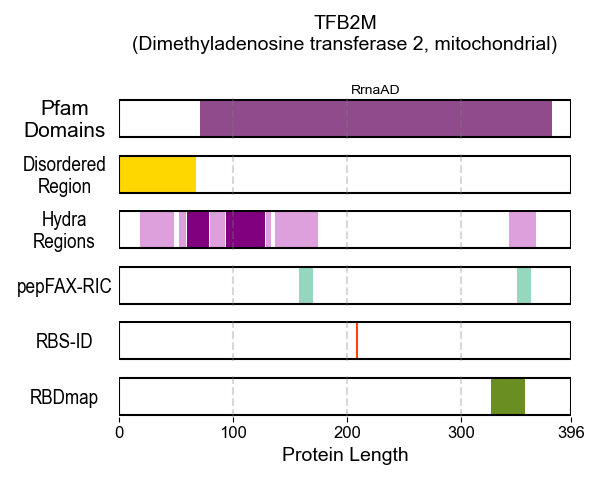 TFB2M
(Dimethyladenosine transferase 2, mitochondrial)
RrnaAD
Pfam
Domains
Disordered
Region
Hydra
Regions
pepFAX-RIC
RBS-ID
RBDmap
0 100 200 300 396
Protein Length